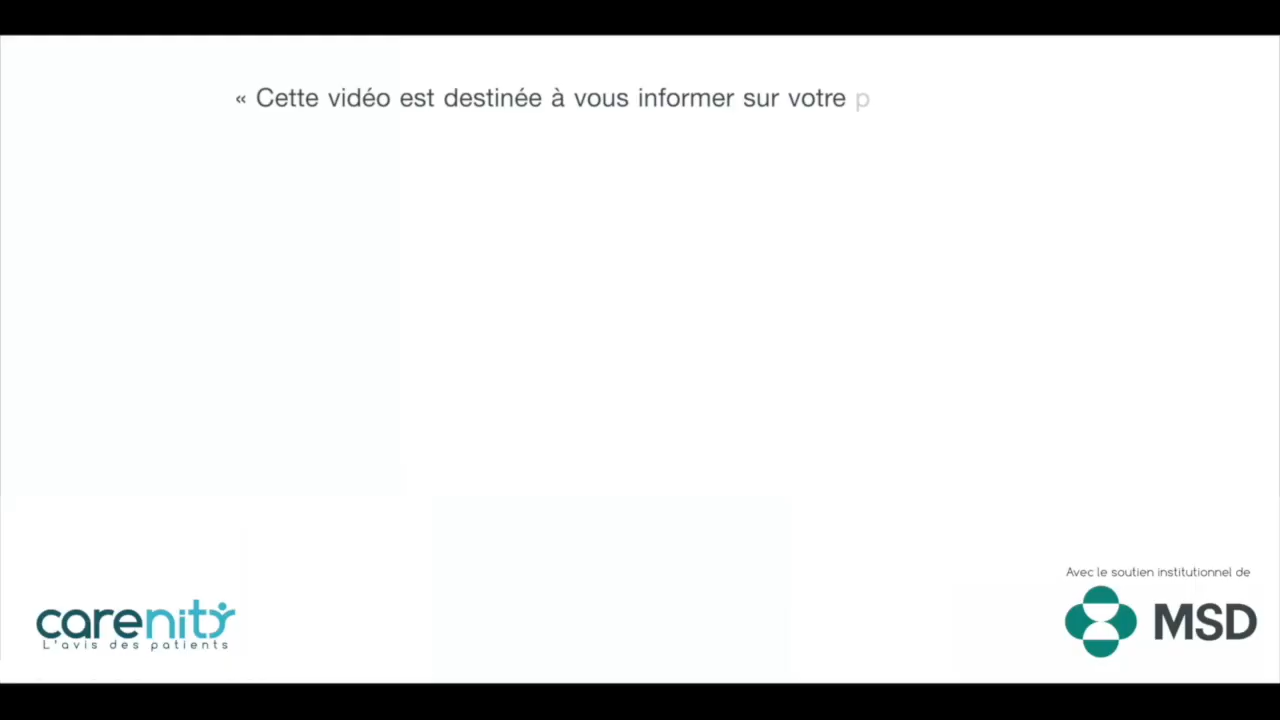 « Cette vidéo est destinée à vous informer sur votre p
Avec le soutien institutionnel de
carenity
L'avis des patients
MSD